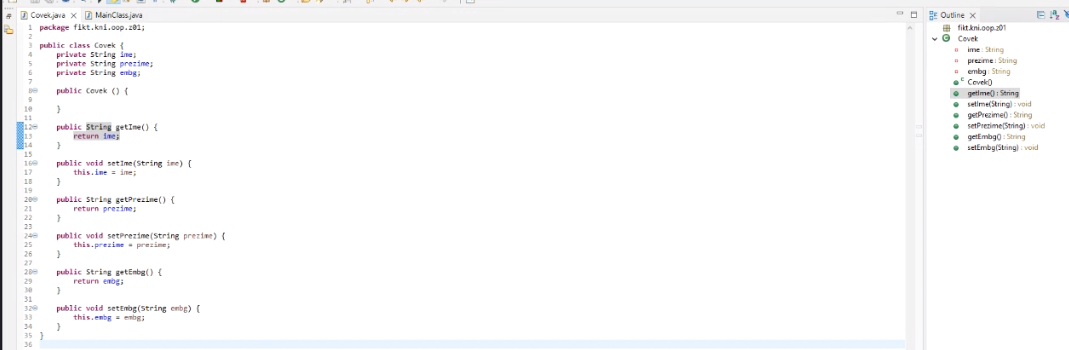 Covek.java
MainClass.java
1 package fikt.kni.oop.z01;
2
3 public class Covek {
4 private String ime;
5 private String prezime;
6 private String embg;
7
8 public Covek () {
9
10 }
11
12 public String getIme() {
13 return ime;
14 }
15
16 public void setIme(String ime) {
17 this.ime = ime;
18 }
19
20 public String getPrezime() {
21 return prezime;
22 }
23
24 public void setPrezime(String prezime) {
25 this.prezime = prezime;
26 }
27
28 public String getEmbg() {
29 return embg;
30 }
31
32 public void setEmbg(String embg) {
33 this.embg = embg;
34 }
35 }
36
Outline
fikt.kni.oop.z01
Covek
ime : String
prezime : String
embg : String
Covek()
getIme() : String
setIme(String) : void
getPrezime() : String
setPrezime(String) : void
getEmbg() : String
setEmbg(String) : void